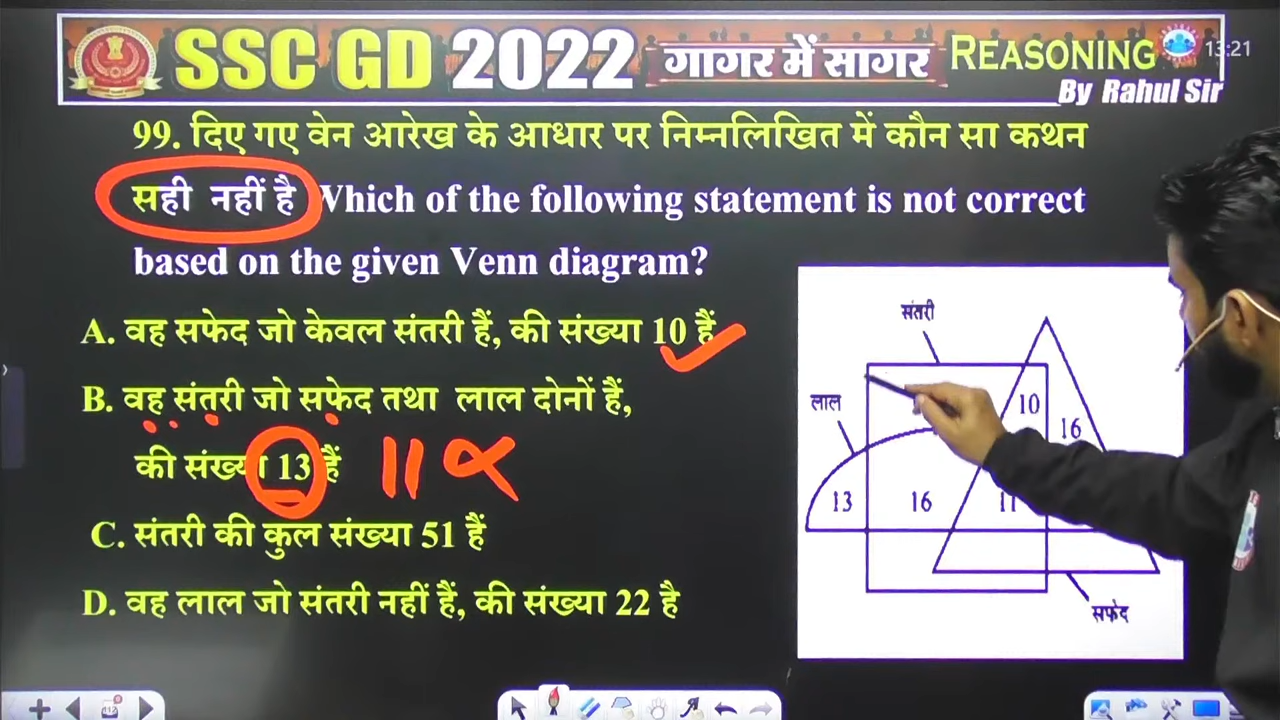 SSC GD 2022 गागर में सागर REASONING
13:21
By Rahul Sir
99. दिए गए वेन आरेख के आधार पर निम्नलिखित में कौन सा कथन
सही नहीं है Which of the following statement is not correct
based on the given Venn diagram?
A. वह सफेद जो केवल संतरी हैं, की संख्या 10 हैं
B. वह संतरी जो सफेद तथा लाल दोनों हैं,
की संख्या 13 हैं 11
C. संतरी की कुल संख्या 51 हैं
D. वह लाल जो संतरी नहीं हैं, की संख्या 22 है
संतरी
लाल
10
16
13
16
11
सफेद